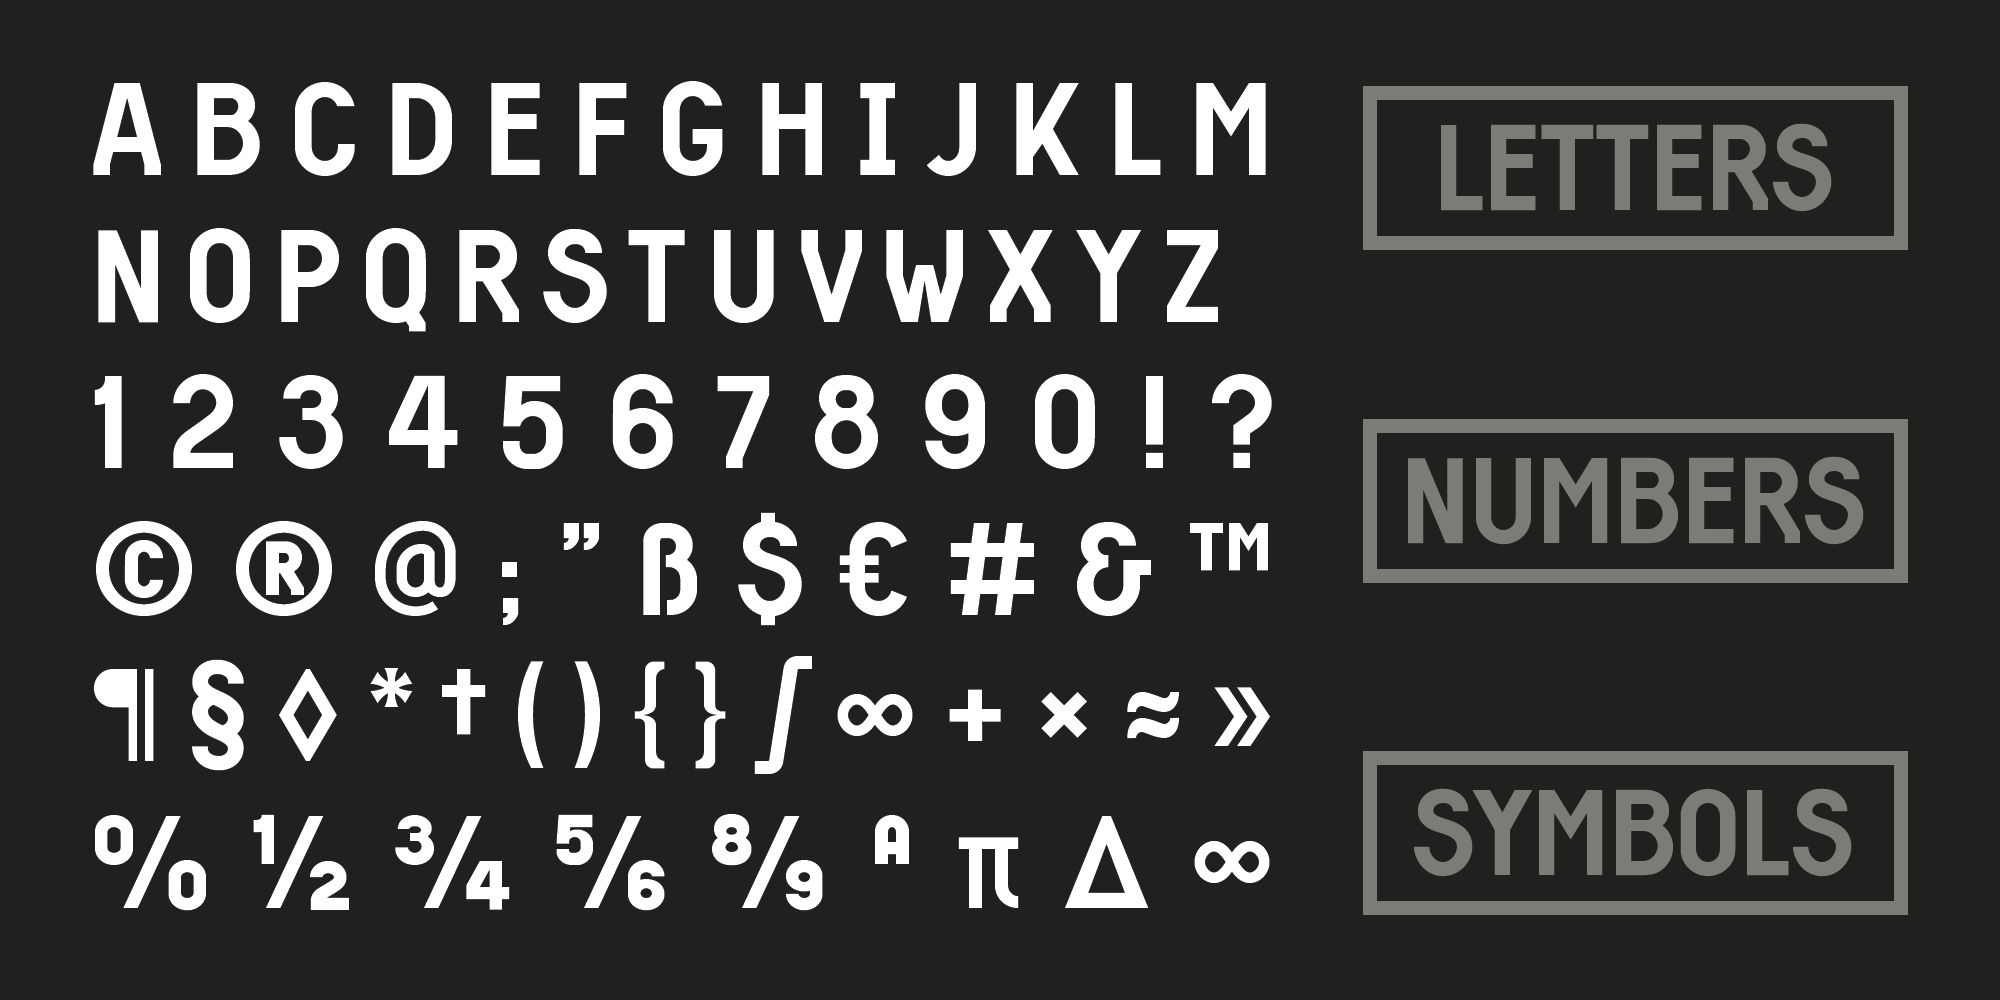 A B C D E F G H I J K L M
N O P Q R S T U V W X Y Z
1 2 3 4 5 6 7 8 9 0 ! ?
© ® @ ; ” ß $ € # & ™
¶ § ◊ * † ( ) { } ∫ ∞ + × ≈ »
% ½ ¾ ⅚ 8⁄9 ª π ∆ ∞
LETTERS
NUMBERS
SYMBOLS